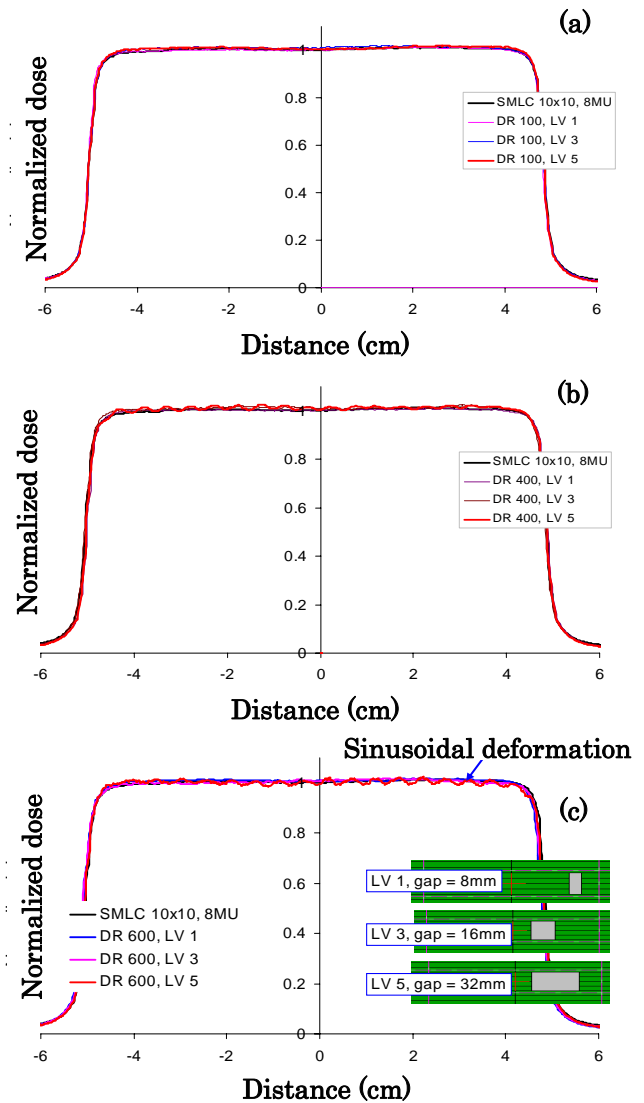 (a)
Normalized dose
1
0.8
0.6
0.4
0.2
0
SMLC 10x10, 8MU
DR 100, LV 1
DR 100, LV 3
DR 100, LV 5
-6 -4 -2 0 2 4 6
Distance (cm)
(b)
Normalized dose
1
0.8
0.6
0.4
0.2
0
SMLC 10x10, 8MU
DR 400, LV 1
DR 400, LV 3
DR 400, LV 5
-6 -4 -2 0 2 4 6
Distance (cm)
Sinusoidal deformation
(c)
Normalized dose
1
0.8
0.6
0.4
0.2
0
LV 1, gap = 8mm
LV 3, gap = 16mm
LV 5, gap = 32mm
SMLC 10x10, 8MU
DR 600, LV 1
DR 600, LV 3
DR 600, LV 5
-6 -4 -2 0 2 4 6
Distance (cm)